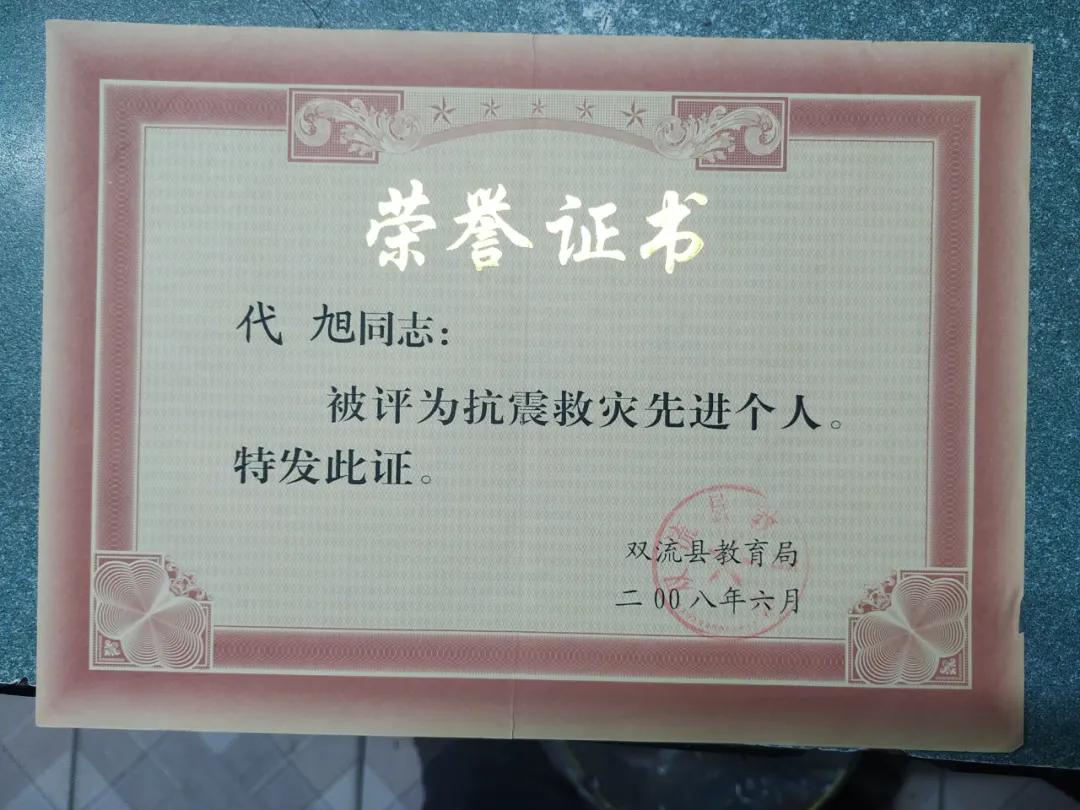 荣誉证书
代 旭同志：
被评为抗震救灾先进个人。
特发此证。
双流县教育局
二00八年六月